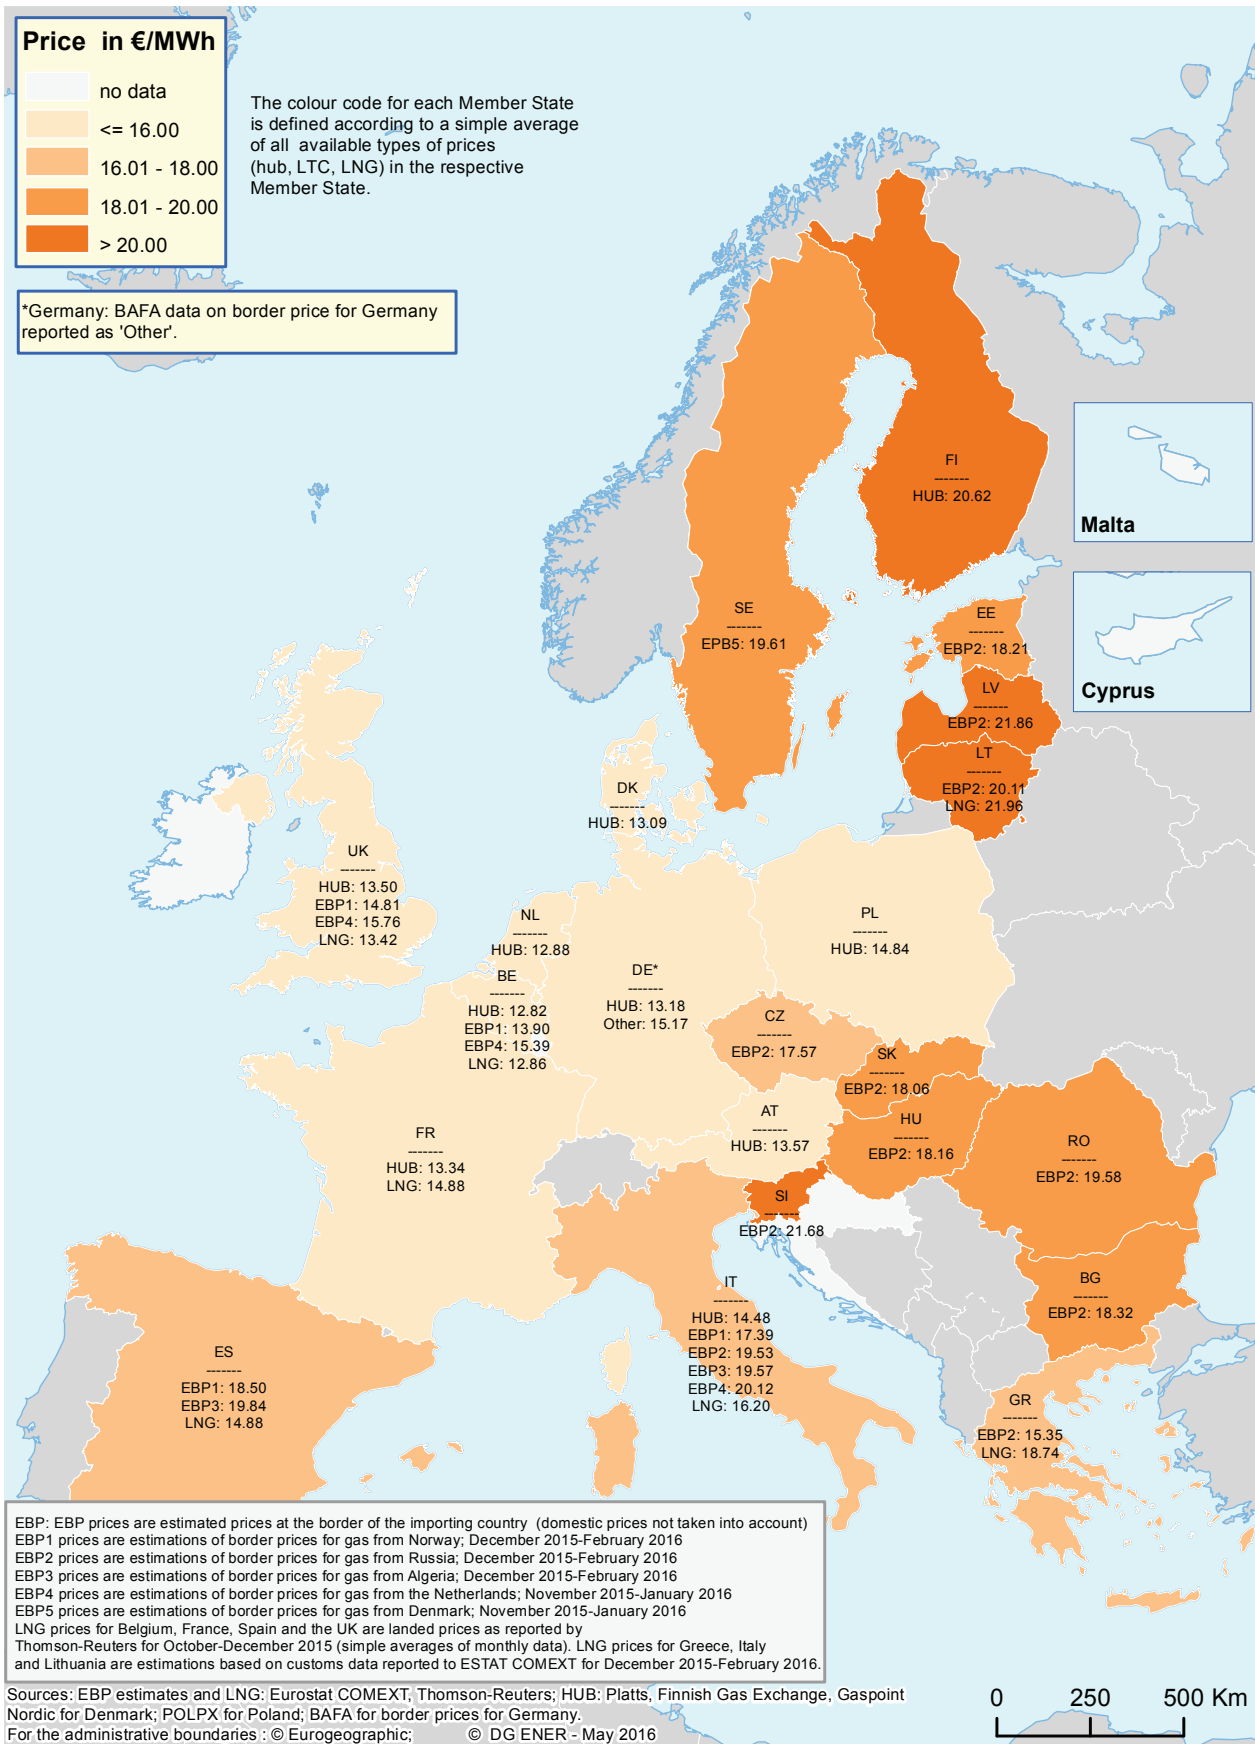 Price in €/MWh
no data
<= 16.00
16.01 - 18.00
18.01 - 20.00
> 20.00
The colour code for each Member State
is defined according to a simple average
of all available types of prices
(hub, LTC, LNG) in the respective
Member State.
*Germany: BAFA data on border price for Germany
reported as 'Other'.
Malta
Cyprus
FI
-------
HUB: 20.62
SE
-------
EPB5: 19.61
EE
-------
EBP2: 18.21
LV
-------
EBP2: 21.86
LT
-------
EBP2: 20.11
LNG: 21.96
DK
-------
HUB: 13.09
UK
-------
HUB: 13.50
EBP1: 14.81
EBP4: 15.76
LNG: 13.42
NL
-------
HUB: 12.88
BE
-------
HUB: 12.82
EBP1: 13.90
EBP4: 15.39
LNG: 12.86
DE*
-------
HUB: 13.18
Other: 15.17
PL
-------
HUB: 14.84
CZ
-------
EBP2: 17.57
SK
-------
EBP2: 18.06
AT
-------
HUB: 13.57
HU
-------
EBP2: 18.16
RO
-------
EBP2: 19.58
FR
-------
HUB: 13.34
LNG: 14.88
SI
-------
EBP2: 21.68
IT
-------
HUB: 14.48
EBP1: 17.39
EBP2: 19.53
EBP3: 19.57
EBP4: 20.12
LNG: 16.20
BG
-------
EBP2: 18.32
ES
-------
EBP1: 18.50
EBP3: 19.84
LNG: 14.88
GR
-------
EBP2: 15.35
LNG: 18.74
EBP: EBP prices are estimated prices at the border of the importing country (domestic prices not taken into account)
EBP1 prices are estimations of border prices for gas from Norway; December 2015-February 2016
EBP2 prices are estimations of border prices for gas from Russia; December 2015-February 2016
EBP3 prices are estimations of border prices for gas from Algeria; December 2015-February 2016
EBP4 prices are estimations of border prices for gas from the Netherlands; November 2015-January 2016
EBP5 prices are estimations of border prices for gas from Denmark; November 2015-January 2016
LNG prices for Belgium, France, Spain and the UK are landed prices as reported by
Thomson-Reuters for October-December 2015 (simple averages of monthly data). LNG prices for Greece, Italy
and Lithuania are estimations based on customs data reported to ESTAT COMEXT for December 2015-February 2016.
Sources: EBP estimates and LNG: Eurostat COMEXT, Thomson-Reuters; HUB: Platts, Finnish Gas Exchange, Gaspoint
Nordic for Denmark; POLPX for Poland; BAFA for border prices for Germany.
For the administrative boundaries : © Eurogeographic; © DG ENER - May 2016
0 250 500 Km